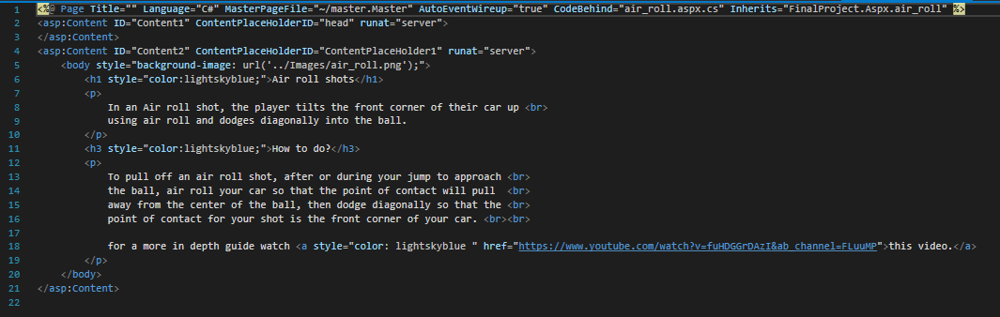 1 <%@ Page Title="" Language="C#" MasterPageFile="~/master.Master" AutoEventWireup="true" CodeBehind="air_roll.aspx.cs" Inherits="FinalProject.Aspx.air_roll" %>
2 <asp:Content ID="Content1" ContentPlaceHolderID="head" runat="server">
3 </asp:Content>
4 <asp:Content ID="Content2" ContentPlaceHolderID="ContentPlaceHolder1" runat="server">
5     <body style="background-image: url('../Images/air_roll.png');">
6         <h1 style="color:lightskyblue;">Air roll shots</h1>
7         <p>
8             In an Air roll shot, the player tilts the front corner of their car up <br>
9             using air roll and dodges diagonally into the ball.
10         </p>
11         <h3 style="color:lightskyblue;">How to do?</h3>
12         <p>
13             To pull off an air roll shot, after or during your jump to approach <br>
14             the ball, air roll your car so that the point of contact will pull  <br>
15             away from the center of the ball, then dodge diagonally so that the <br>
16             point of contact for your shot is the front corner of your car. <br><br>
17
18             for a more in depth guide watch <a style="color: lightskyblue " href="https://www.youtube.com/watch?v=fuHDGGrDAzI&ab_channel=FLuuMP">this video.</a>
19         </p>
20     </body>
21 </asp:Content>
22